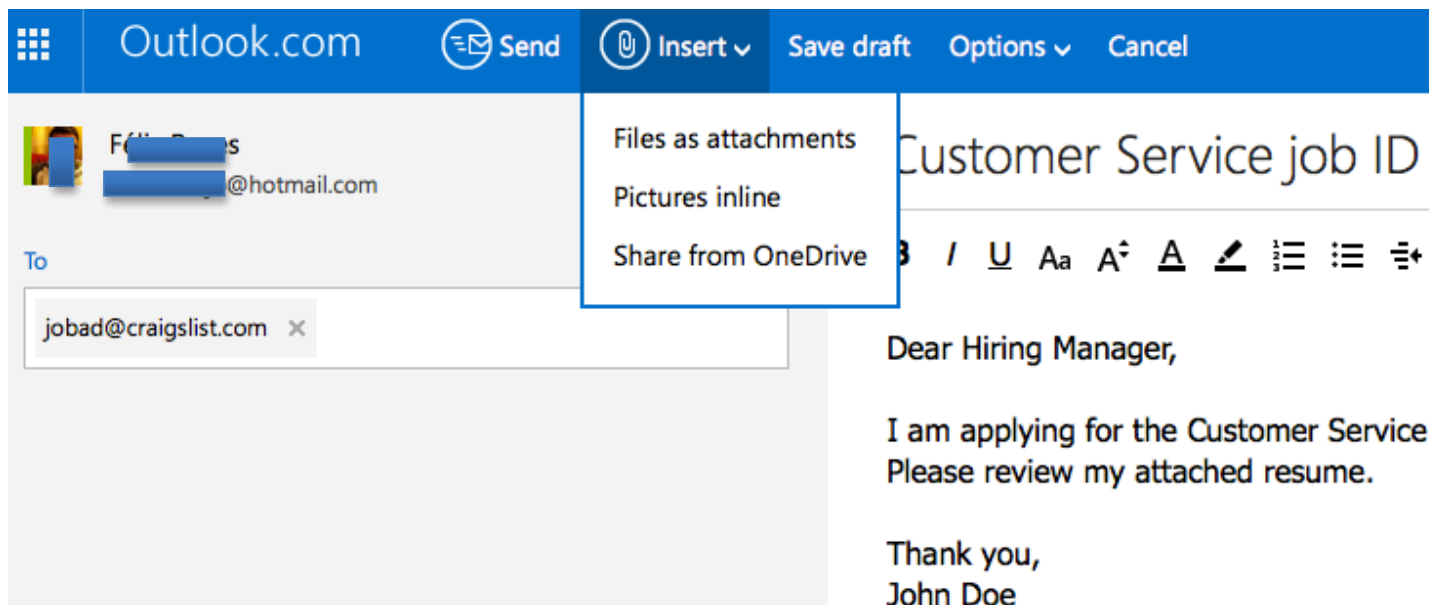 Outlook.com Send Insert Save draft Options Cancel
@hotmail.com
To
jobad@craigslist.com
Files as attachments
Pictures inline
Share from OneDrive
Customer Service job ID
B I U Aa A A
Dear Hiring Manager,
I am applying for the Customer Service
Please review my attached resume.
Thank you,
John Doe